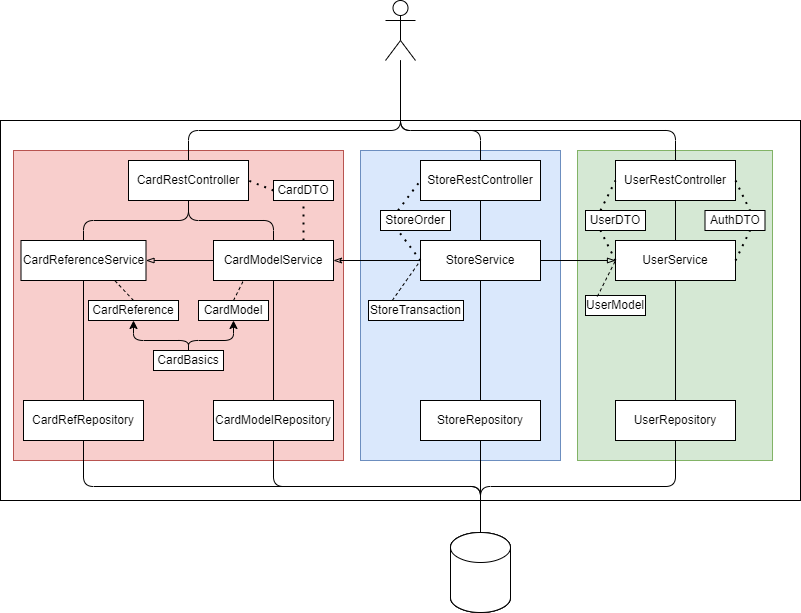 CardRestController
CardDTO
StoreRestController
UserRestController
StoreOrder
UserDTO
AuthDTO
CardReferenceService
CardModelService
StoreService
UserService
CardReference
CardModel
StoreTransaction
UserModel
CardBasics
CardRefRepository
CardModelRepository
StoreRepository
UserRepository